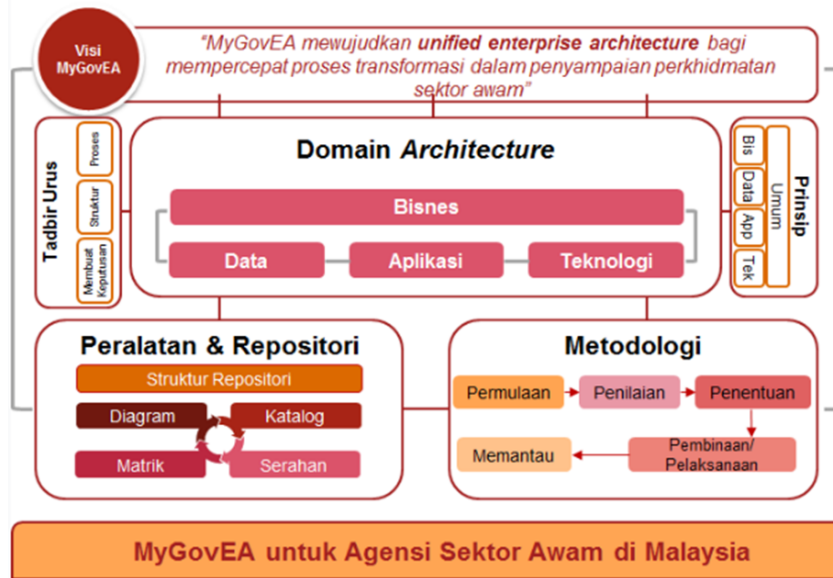 Visi
MyGovEA
“MyGovEA mewujudkan unified enterprise architecture bagi
mempercepat proses transformasi dalam penyampaian perkhidmatan
sektor awam”
Tadbir Urus
Proses
Struktur
Membuat
Keputusan
Domain Architecture
Bisnes
Data
Aplikasi
Teknologi
Bis
Data
App
Tek
Umum
Prinsip
Peralatan & Repositori
Struktur Repositori
Diagram
Katalog
Matrik
Serahan
Metodologi
Permulaan
Penilaian
Penentuan
Memantau
Pembinaan/
Pelaksanaan
MyGovEA untuk Agensi Sektor Awam di Malaysia